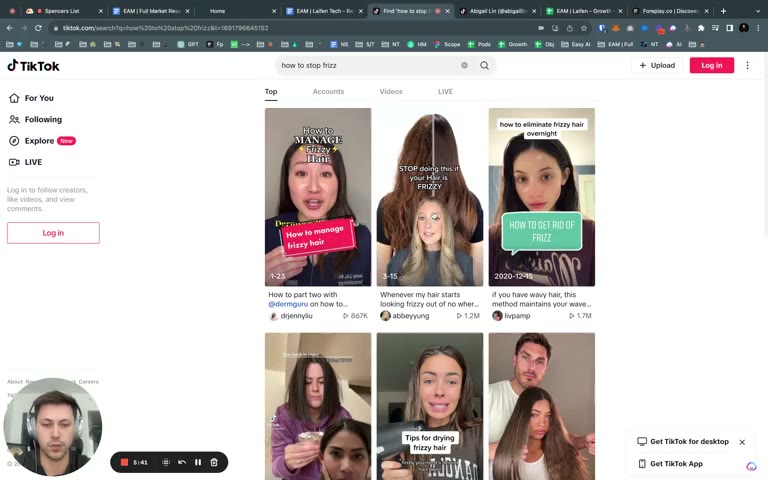 Spencers List
EAM | Full Market Rese
Home
EAM | Laifen Tech - Re
Find 'how to stop f
Abigail Lin (@abigaillin
EAM | Laifen - Growth
Foreplay.co | Discover
tiktok.com/search?q=how%20to%20stop%20frizz&t=1691796645152
GPT
Fp
Growth
NS
S/T
NT
HM
Scope
Pods
Growth
Obj
Easy AI
EAM | Full
NT
AI
TikTok
how to stop frizz
Upload
Log in
For You
Following
Explore
New
LIVE
Log in to follow creators,
like videos, and view
comments.
Log in
Top
Accounts
Videos
LIVE
How to
MANAGE
Frizzy
Hair
How to manage
frizzy hair
1-23
How to part two with
@dermguru on how to...
drjennyliu
867K
STOP doing this if
your Hair is
FRIZZY
3-15
Whenever my hair starts
looking frizzy out of no wher...
abbeyyung
1.2M
how to eliminate frizzy hair
overnight
HOW TO GET RID OF
FRIZZ
2020-12-15
if you have wavy hair, this
method maintains your wave...
livpamp
1.7M
TikTok
Tips for drying
frizzy hair
About
Careers
5:41
Get TikTok for desktop
Get TikTok App